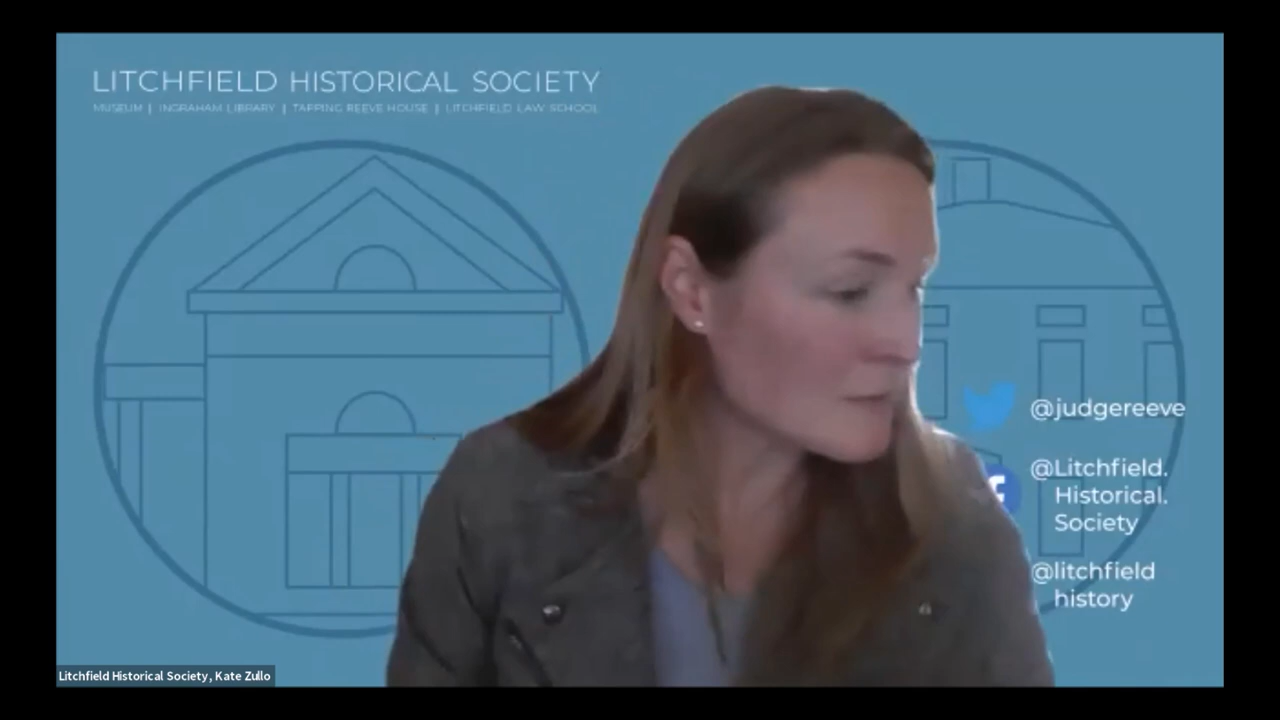 LITCHFIELD HISTORICAL SOCIETY
MUSEUM | INGRAHAM LIBRARY | TAPPING REEVE HOUSE | LITCHFIELD LAW SCHOOL
@judgereeve
@Litchfield.
Historical.
Society
@litchfield
history
Litchfield Historical Society, Kate Zullo